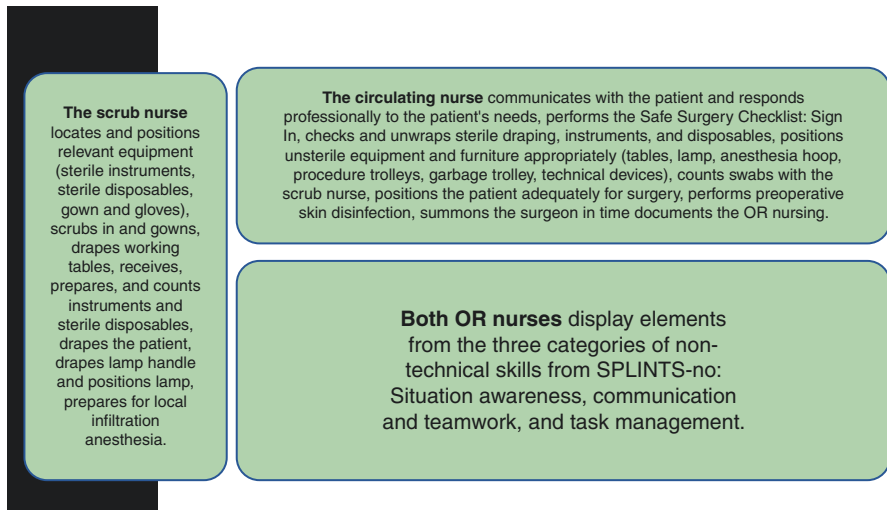 The scrub nurse
locates and positions
relevant equipment
(sterile instruments,
sterile disposables,
gown and gloves),
scrubs in and gowns,
drapes working
tables, receives,
prepares, and counts
instruments and
sterile disposables,
drapes the patient,
drapes lamp handle
and positions lamp,
prepares for local
infiltration
anesthesia.
The circulating nurse communicates with the patient and responds
professionally to the patient's needs, performs the Safe Surgery Checklist: Sign
In, checks and unwraps sterile draping, instruments, and disposables, positions
unsterile equipment and furniture appropriately (tables, lamp, anesthesia hoop,
procedure trolleys, garbage trolley, technical devices), counts swabs with the
scrub nurse, positions the patient adequately for surgery, performs preoperative
skin disinfection, summons the surgeon in time documents the OR nursing.
Both OR nurses display elements
from the three categories of non-
technical skills from SPLINTS-no:
Situation awareness, communication
and teamwork, and task management.